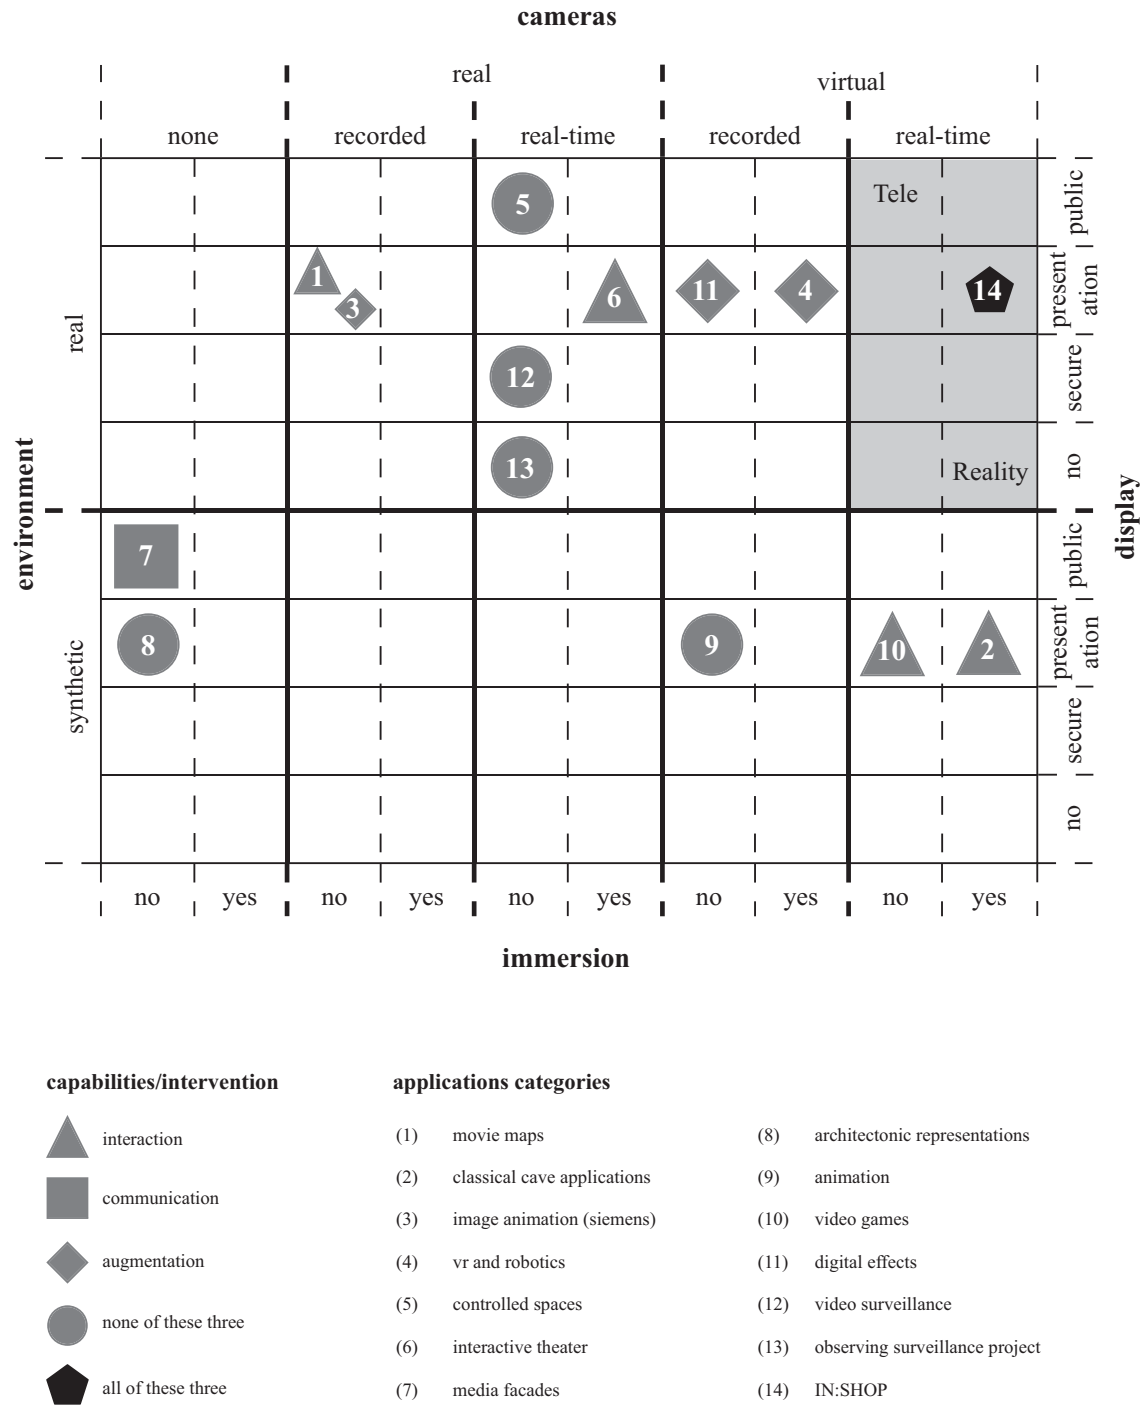 cameras
real
virtual
none
recorded
real-time
recorded
real-time
5
Tele
public
1
3
6
11
4
14
present
ation
real
12
secure
13
Reality
no
environment
display
7
public
8
9
10
2
present
ation
synthetic
secure
no
no
yes
no
yes
no
yes
no
yes
no
yes
immersion
capabilities/intervention
interaction
communication
augmentation
none of these three
all of these three
applications categories
(1) movie maps
(2) classical cave applications
(3) image animation (siemens)
(4) vr and robotics
(5) controlled spaces
(6) interactive theater
(7) media facades
(8) architectonic representations
(9) animation
(10) video games
(11) digital effects
(12) video surveillance
(13) observing surveillance project
(14) IN:SHOP